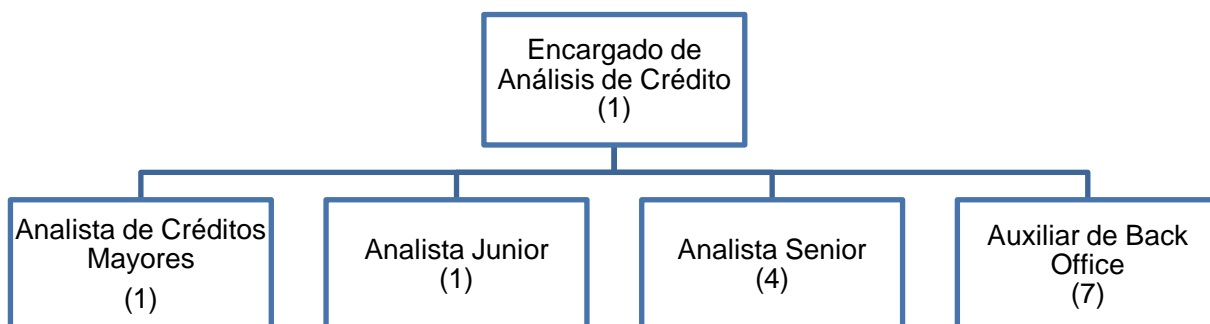 Encargado de
Análisis de Crédito
(1)
Analista de Créditos
Mayores
(1)
Analista Junior
(1)
Analista Senior
(4)
Auxiliar de Back
Office
(7)